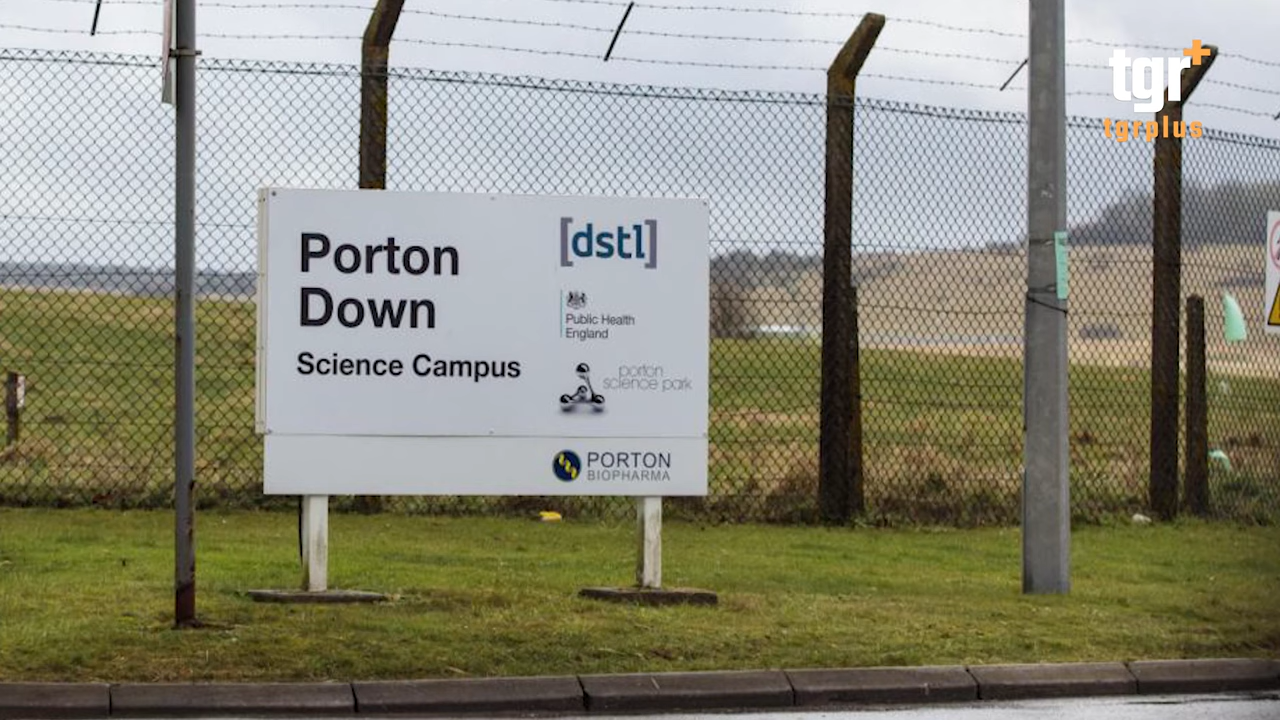 tgr+
tgrplus
Porton
Down
Science Campus
[dstl]
Public Health
England
porton
science park
PORTON
BIOPHARMA